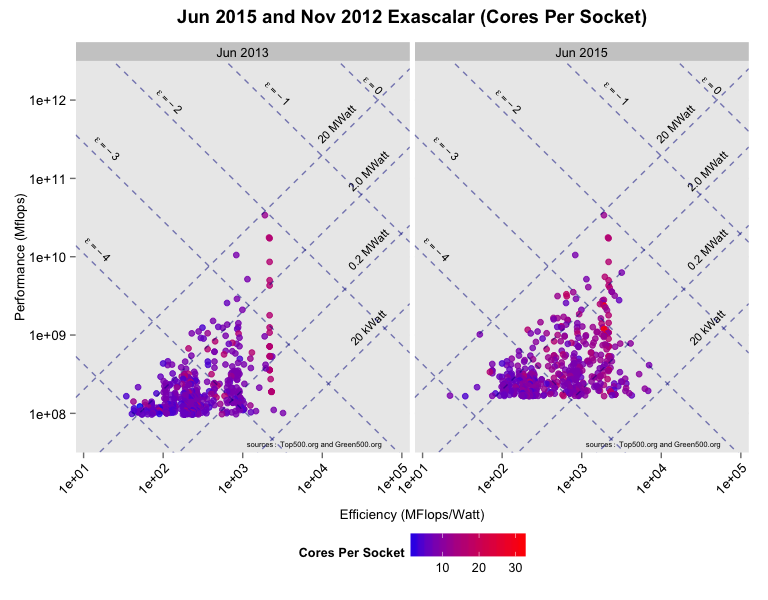 Jun 2015 and Nov 2012 Exascalar (Cores Per Socket)
Jun 2013
Jun 2015
Performance (Mflops)
1e+12
1e+11
1e+10
1e+09
1e+08
ε = −4
ε = −3
ε = −2
ε = −1
ε = 0
20 MWatt
2.0 MWatt
0.2 MWatt
20 kWatt
sources: Top500.org and Green500.org
ε = −4
ε = −3
ε = −2
ε = −1
ε = 0
20 MWatt
2.0 MWatt
0.2 MWatt
20 kWatt
sources: Top500.org and Green500.org
1e+01 1e+02 1e+03 1e+04 1e+05
1e+01 1e+02 1e+03 1e+04 1e+05
Efficiency (MFlops/Watt)
Cores Per Socket
10 20 30